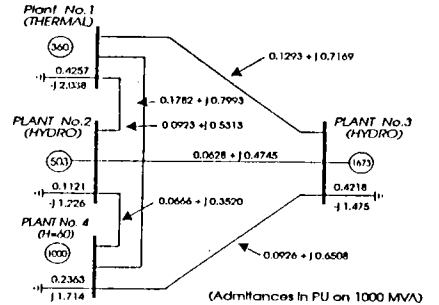 Plant No.1
(THERMAL)
360
0.4257
-J 2.038
0.1293 + J 0.7169
0.1782 + J 0.7993
0.0923 + J 0.5313
PLANT No.2
(HYDRO)
503
0.1121
-J 1.226
0.0628 + J 0.4745
PLANT No.3
(HYDRO)
1673
0.4218
-J 1.475
0.0666 + J 0.3520
PLANT No. 4
(H=60)
1000
0.2363
J 1.714
0.0926 + J 0.6508
(Admittances in PU on 1000 MVA)